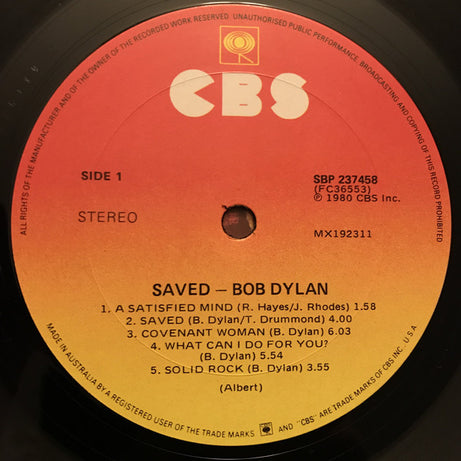 ALL RIGHTS OF THE MANUFACTURER AND OF THE OWNER OF THE RECORDED WORK RESERVED. UNAUTHORISED PUBLIC PERFORMANCE, BROADCASTING AND COPYING OF THIS RECORD PROHIBITED
CBS
SIDE 1
STEREO
SBP 237458
(FC36553)
℗ 1980 CBS Inc.
MX192311
SAVED – BOB DYLAN
1. A SATISFIED MIND (R. Hayes/J. Rhodes) 1.58
2. SAVED (B. Dylan/T. Drummond) 4.00
3. COVENANT WOMAN (B. Dylan) 6.03
4. WHAT CAN I DO FOR YOU?
(B. Dylan) 5.54
5. SOLID ROCK (B. Dylan) 3.55
(Albert)
MADE IN AUSTRALIA BY A REGISTERED USER OF THE TRADE MARKS AND "CBS" ARE TRADE MARKS OF CBS INC. U.S.A.